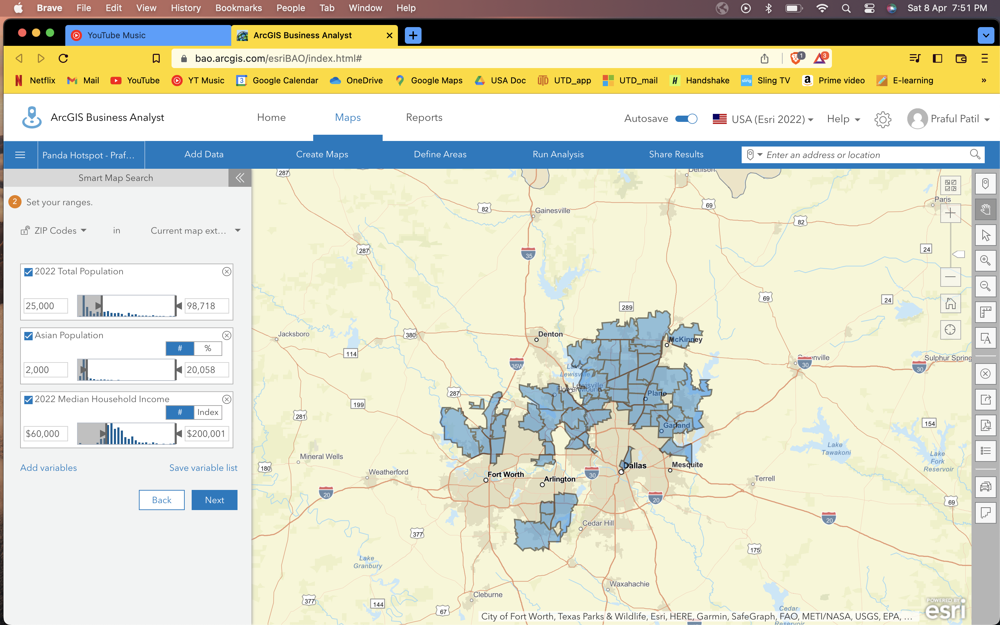 Brave File Edit View History Bookmarks People Tab Window Help Sat 8 Apr 7:51 PM
YouTube Music
ArcGIS Business Analyst
bao.arcgis.com/esriBAO/index.html#
1
3
Netflix Mail YouTube YT Music 3 Google Calendar OneDrive Google Maps USA Doc UTD_app UTD_mail Handshake sling Sling TV a Prime video E-learning »
ArcGIS Business Analyst
Home Maps Reports
Autosave USA (Esri 2022) Help Praful Patil
Panda Hotspot - Praf...
Add Data Create Maps Define Areas Run Analysis Share Results
Enter an address or location
Smart Map Search
2 Set your ranges.
ZIP Codes in Current map ext...
2022 Total Population
25,000 98,718
Asian Population
# %
2,000 20,058
2022 Median Household Income
# Index
$60,000 $200,001
Add variables Save variable list
Back Next
287
Denison
Paris
82
Gainesville
69
82
287
35
24
289
69
24
Jacksboro
380
Denton
McKinney
114
35W
30
30
Sulphur Spring
Lake
Lewisville
Lewisville
Flower Mound
287
Plano
199
281
Garland
154
Mineral Wells
Lake
Tawakoni
Lake
Fork
Reservoir
180
Weatherford
Fort Worth
Arlington
30
Dallas
Mesquite
Terrell
20
20
69
20
Cedar Hill
377
175
Lake
Granbury
Waxahachie
377
144
Cleburne
67
Cedar
Reservoir
City of Fort Worth, Texas Parks & Wildlife, Esri, HERE, Garmin, SafeGraph, FAO, METI/NASA, USGS, EPA, ...
POWERED BY
esri